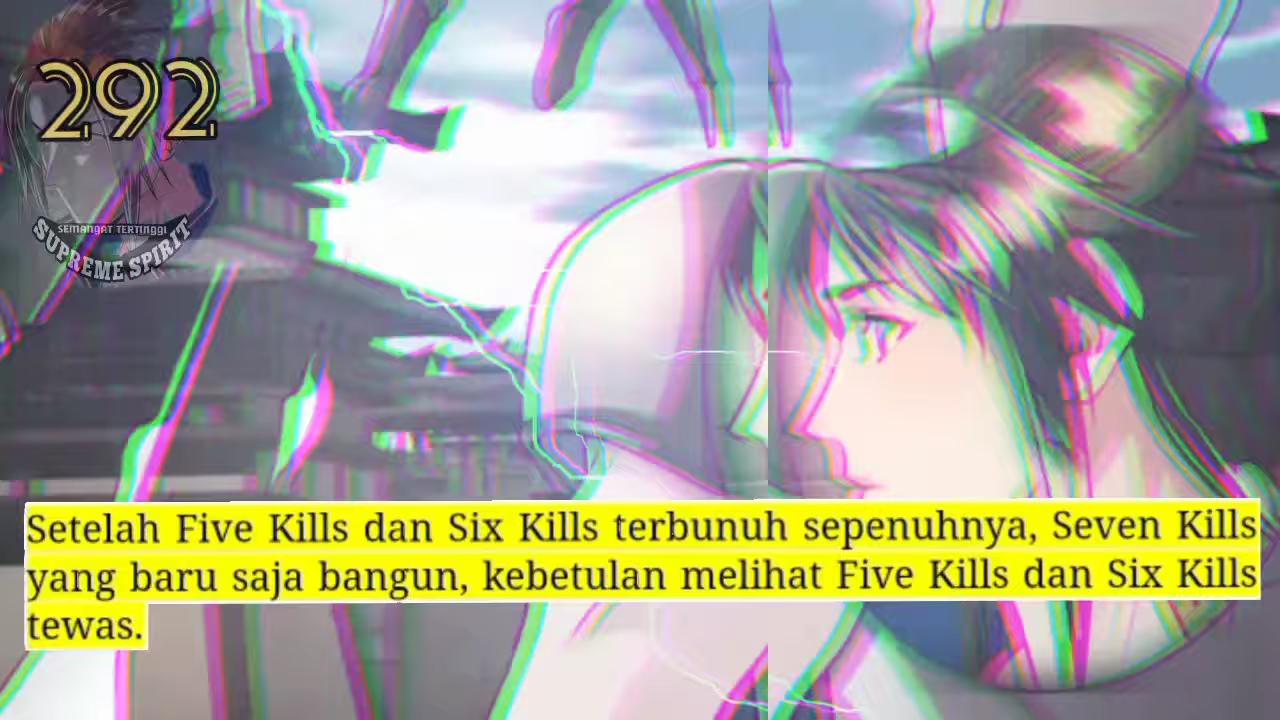 292
SEMANGAT TERTINGGI
SUPREME SPIRIT
Setelah Five Kills dan Six Kills terbunuh sepenuhnya, Seven Kills
yang baru saja bangun, kebetulan melihat Five Kills dan Six Kills
tewas.